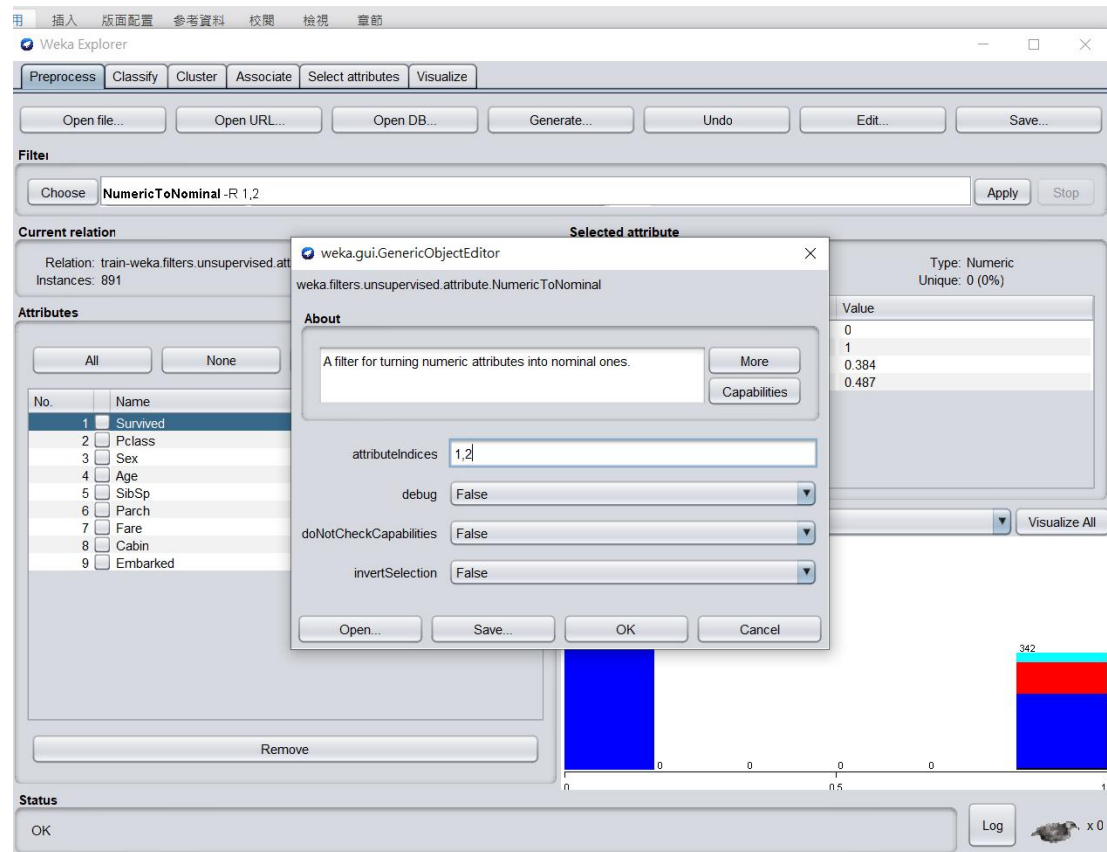 用 插入 版面配置 參考資料 校閱 檢視 章節
Weka Explorer
Preprocess Classify Cluster Associate Select attributes Visualize
Open file... Open URL... Open DB... Generate... Undo Edit... Save...
Filter
Choose NumericToNominal -R 1,2 Apply Stop
Current relation Selected attribute
Relation: train-weka.filters.unsupervised.att
Instances: 891
Type: Numeric
Unique: 0 (0%)
Attributes
All None
No. Name
1 Survived
2 Pclass
3 Sex
4 Age
5 SibSp
6 Parch
7 Fare
8 Cabin
9 Embarked
Remove
weka.gui.GenericObjectEditor
weka.filters.unsupervised.attribute.NumericToNominal
About
A filter for turning numeric attributes into nominal ones.
More
Capabilities
attributeIndices 1,2
debug False
doNotCheckCapabilities False
invertSelection False
Open... Save... OK Cancel
Value
0
1
0.384
0.487
Visualize All
342
0 0 0 0
0 0.5 1
Status
OK
Log x 0